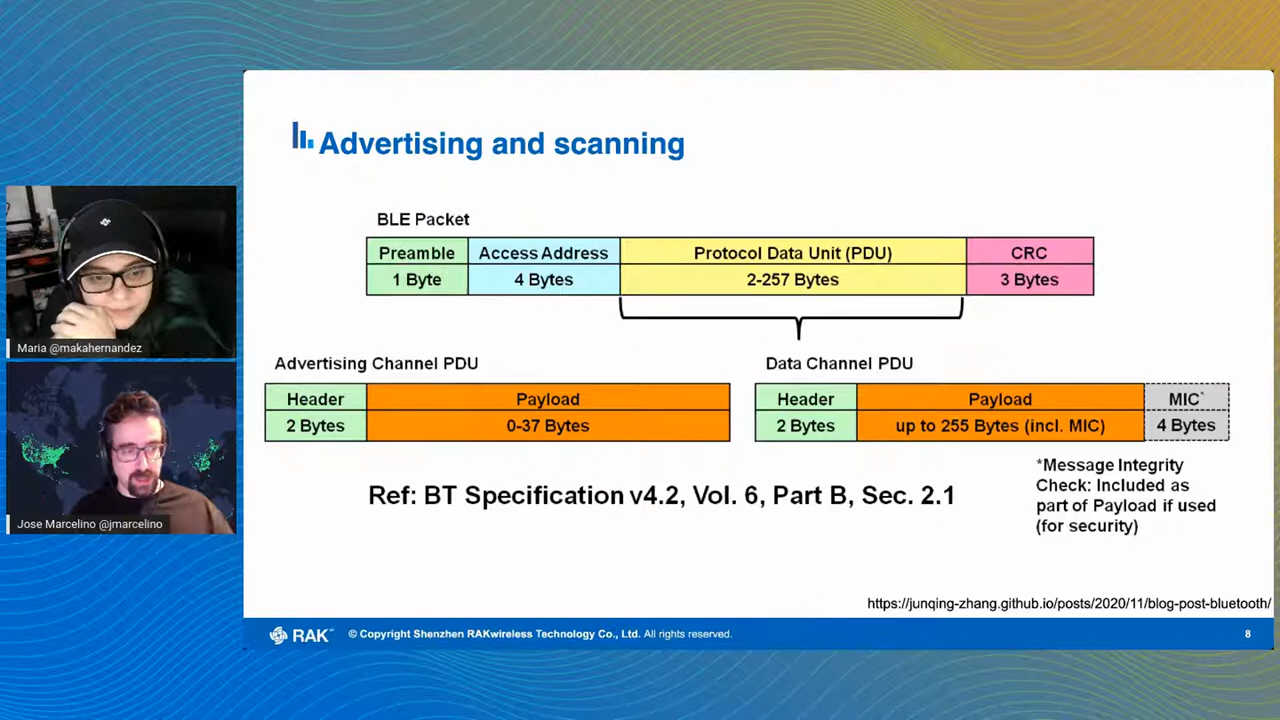 Advertising and scanning
BLE Packet
Preamble Access Address Protocol Data Unit (PDU) CRC
1 Byte 4 Bytes 2-257 Bytes 3 Bytes
Advertising Channel PDU
Header Payload
2 Bytes 0-37 Bytes
Data Channel PDU
Header Payload MIC*
2 Bytes up to 255 Bytes (incl. MIC) 4 Bytes
*Message Integrity
Check: Included as
part of Payload if used
(for security)
Ref: BT Specification v4.2, Vol. 6, Part B, Sec. 2.1
https://junqing-zhang.github.io/posts/2020/11/blog-post-bluetooth/
RAK © Copyright Shenzhen RAKwireless Technology Co., Ltd. All rights reserved. 8
Maria @makahernandez
Jose Marcelino @jmarcelino